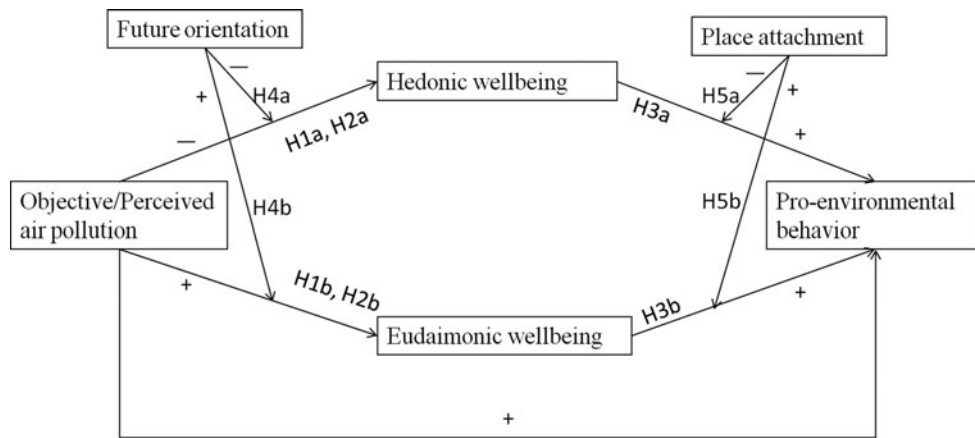 Future orientation
Place attachment
—
—
+
H4a
Hedonic wellbeing
H5a
+
H3a
—
H1a, H2a
+
Objective/Perceived
air pollution
H4b
H5b
Pro-environmental
behavior
+
H1b, H2b
H3b
+
Eudaimonic wellbeing
+